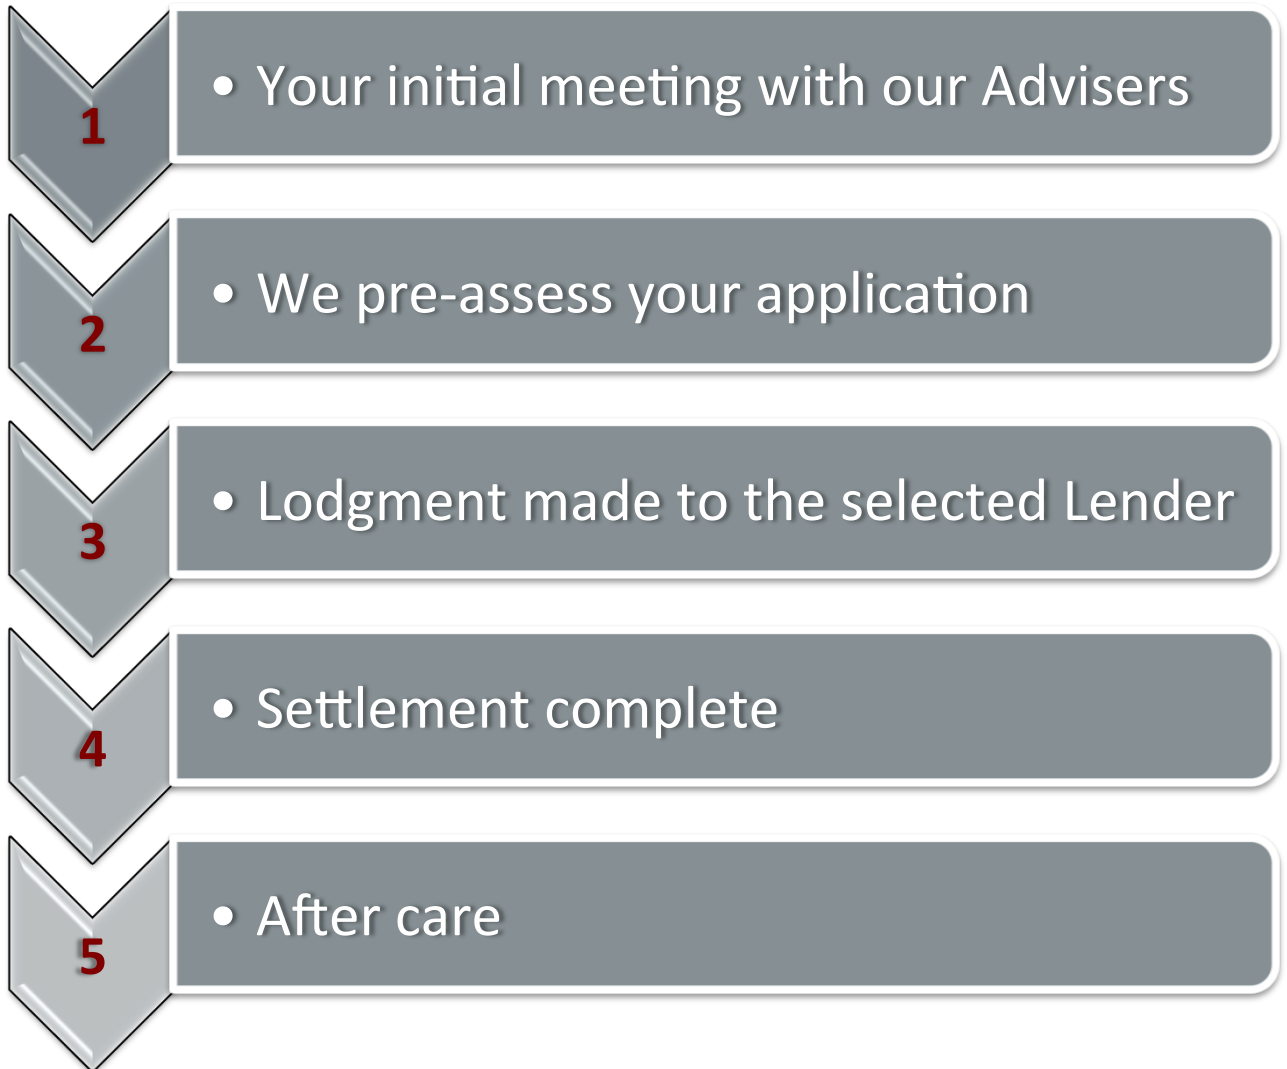 1
• Your initial meeting with our Advisers
2
• We pre-assess your application
3
• Lodgment made to the selected Lender
4
• Settlement complete
5
• After care